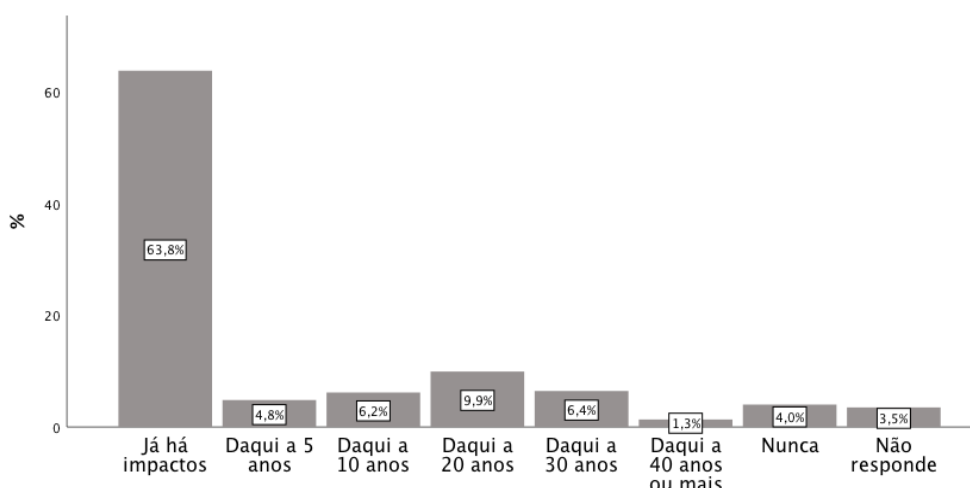 %
60
40
20
0
63,8%
4,8%
6,2%
9,9%
6,4%
1,3%
4,0%
3,5%
Já há
impactos
Daqui a 5
anos
Daqui a
10 anos
Daqui a
20 anos
Daqui a
30 anos
Daqui a
40 anos
ou mais
Nunca
Não
responde